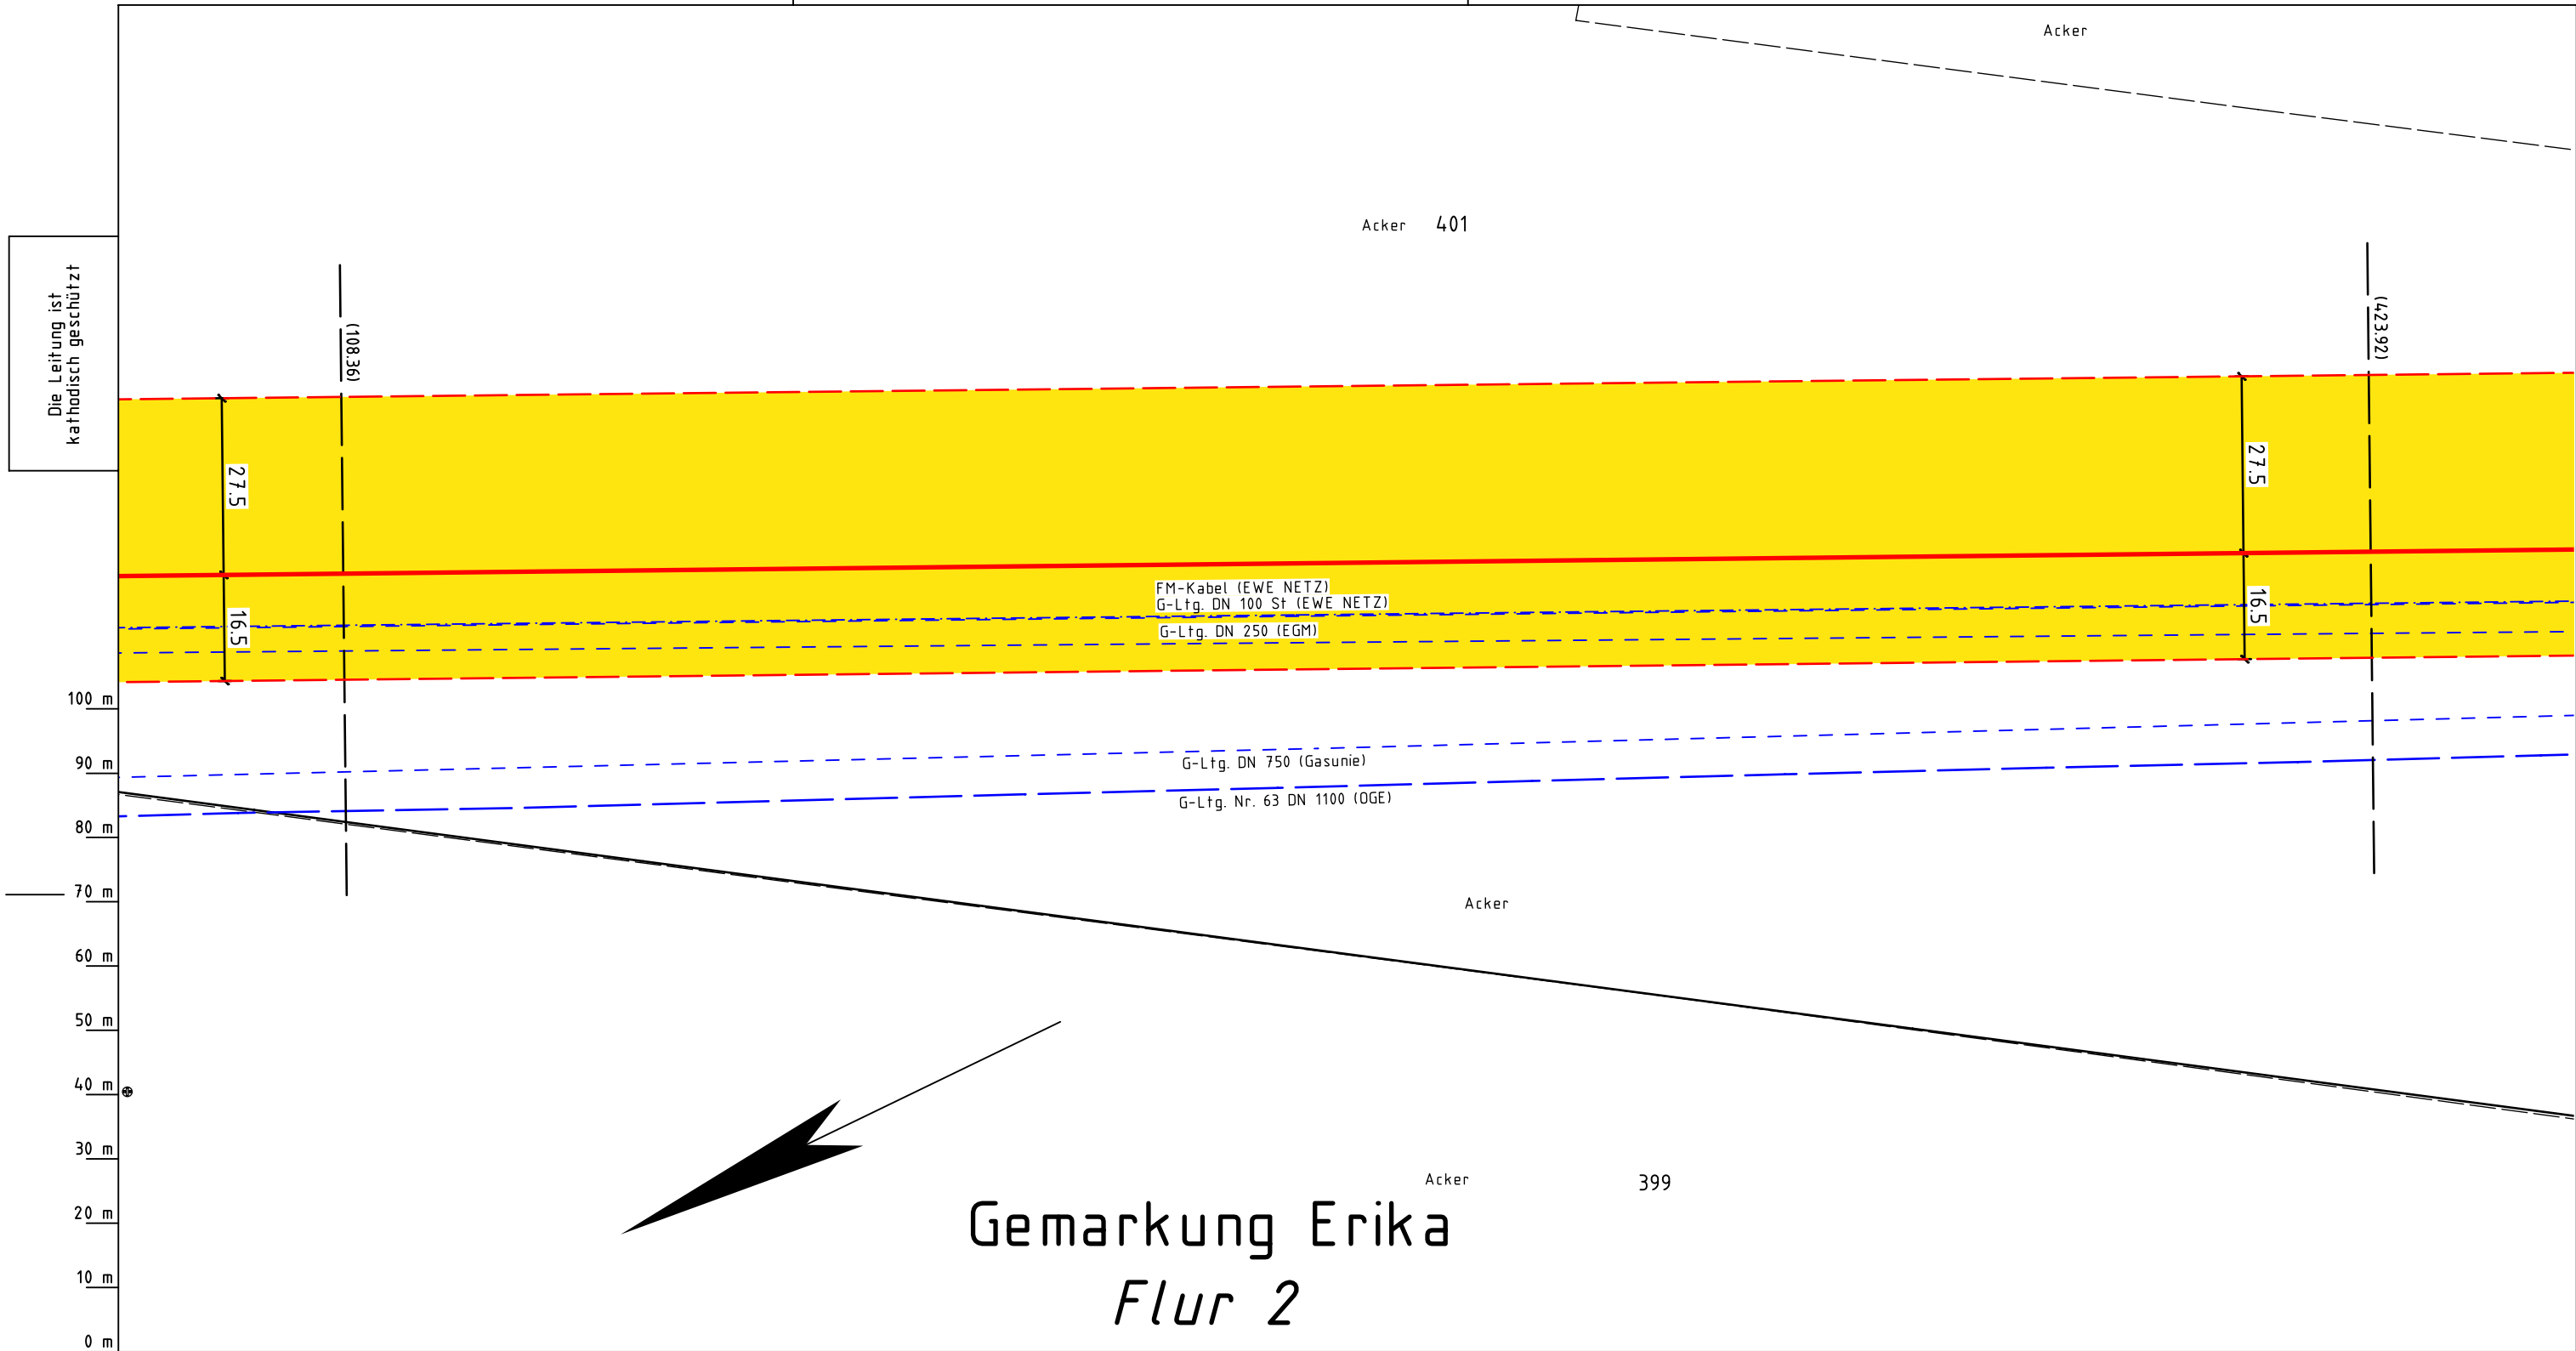 Acker
Acker 401
Die Leitung ist
kathodisch geschützt
(108.36)
(423.92)
27.5
27.5
16.5
16.5
FM-Kabel (EWE NETZ)
G-Ltg. DN 100 St (EWE NETZ)
G-Ltg. DN 250 (EGM)
100 m
90 m
G-Ltg. DN 750 (Gasunie)
G-Ltg. Nr. 63 DN 1100 (OGE)
80 m
70 m
Acker
60 m
50 m
40 m
30 m
Acker 399
20 m
Gemarkung Erika
10 m
Flur 2
0 m